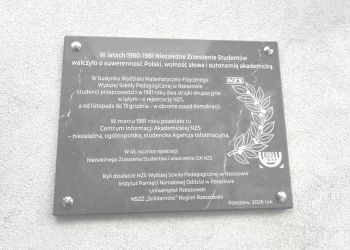 W latach 1980-1981 Niezależne Zrzeszenie Studentów
walczyło o suwerenność Polski, wolność słowa i autonomię akademicką.
W budynku Wydziału Matematyczno-Fizycznego
Wyższej Szkoły Pedagogicznej w Rzeszowie
studenci przeprowadzili w 1981 roku dwa strajki okupacyjne:
w lutym - o rejestrację NZS,
a od listopada do 13 grudnia - w obronie zasad demokracji.
W marcu 1981 roku powstało tu
Centrum Informacji Akademickiej NZS
- niezależna, ogólnopolska, studencka Agencja Informacyjna.
W 45. rocznicę rejestracji
Niezależnego Zrzeszenia Studentów i utworzenia CIA NZS
Byli działacze NZS Wyższej Szkoły Pedagogicznej w Rzeszowie
Instytut Pamięci Narodowej Oddział w Rzeszowie
Uniwersytet Rzeszowski
NSZZ „Solidarność" Region Rzeszowski
NZS
Rzeszów, 2026 rok